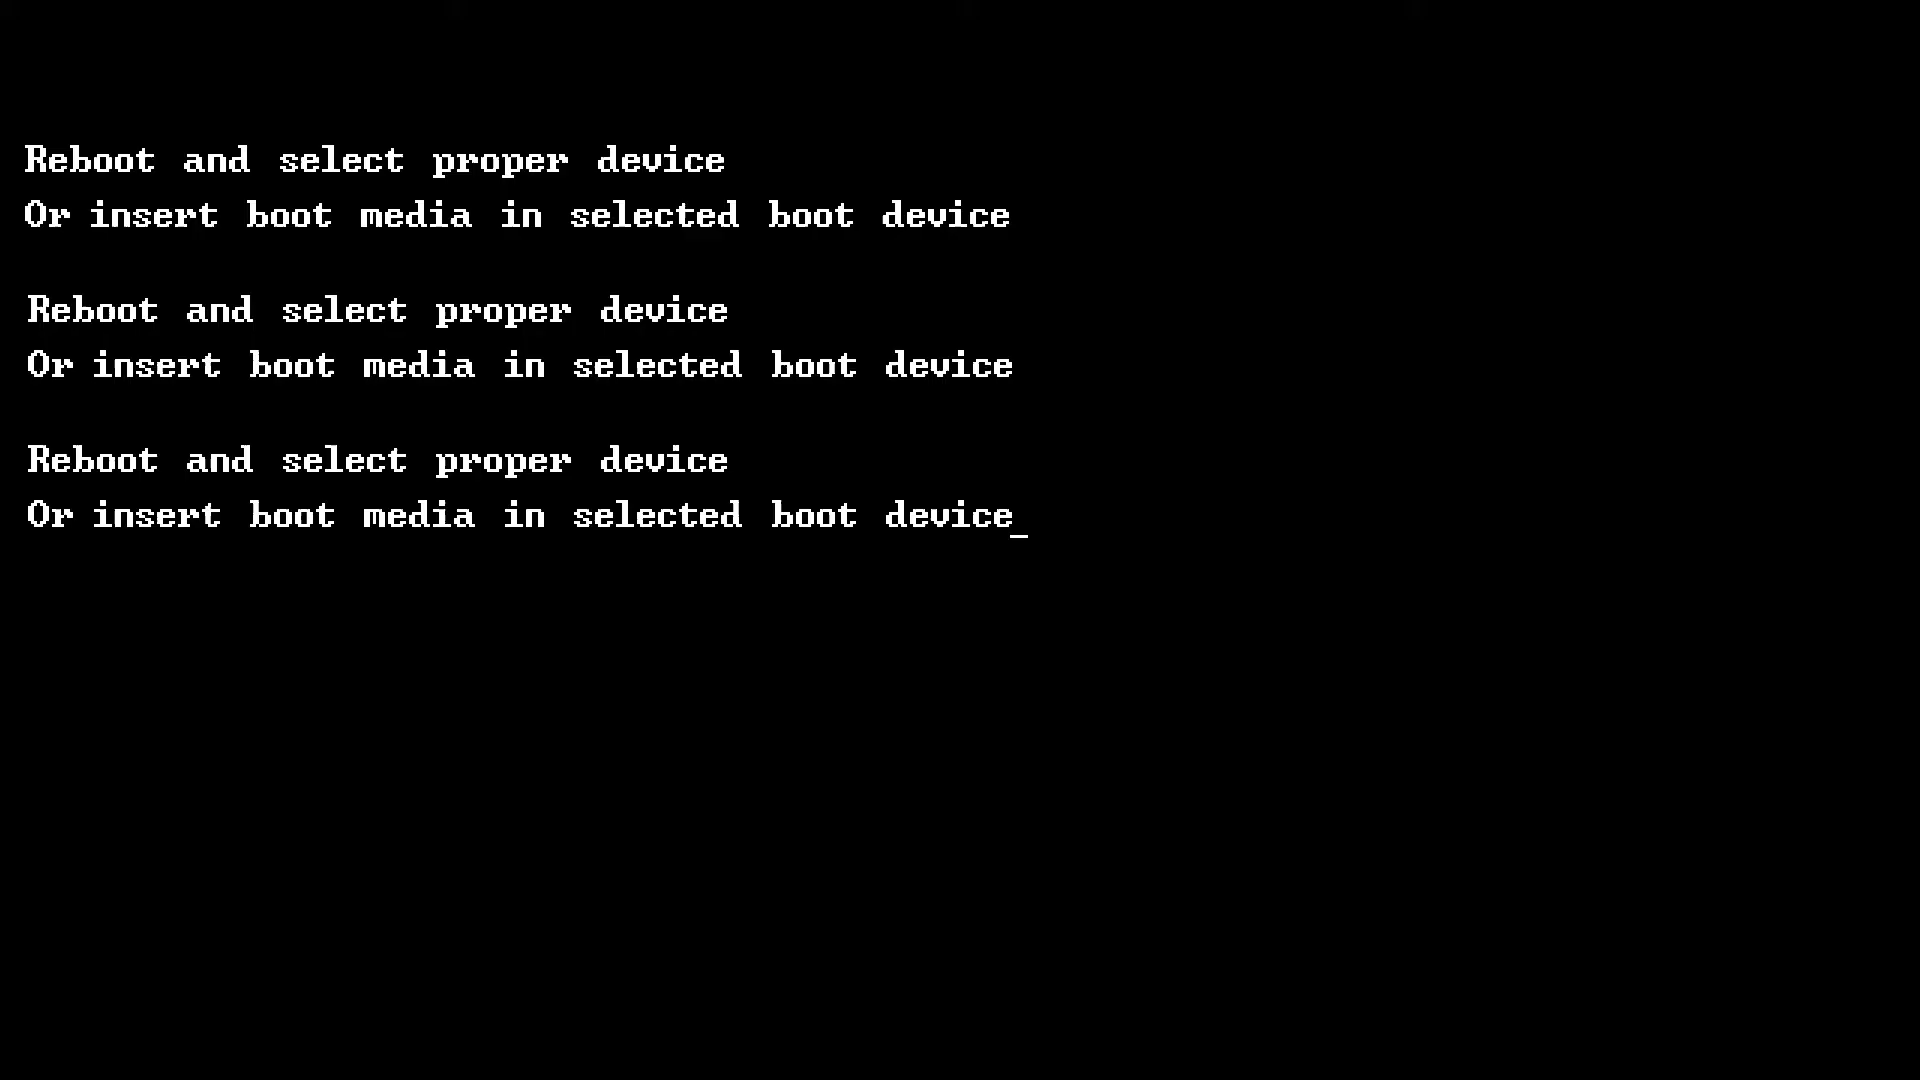 Reboot and select proper device
Or insert boot media in selected boot device
Reboot and select proper device
Or insert boot media in selected boot device
Reboot and select proper device
Or insert boot media in selected boot device_